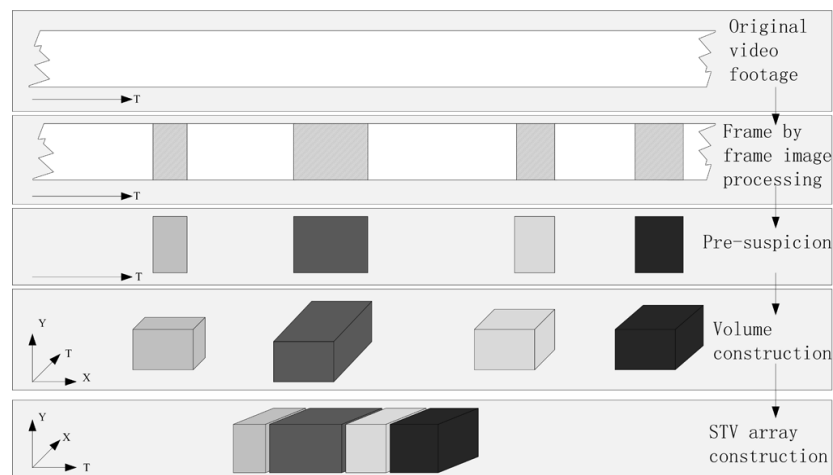 Original
video
footage
T
Frame by
frame image
processing
T
Pre-suspicion
T
Y
T
X
Volume
construction
Y
X
T
STV array
construction